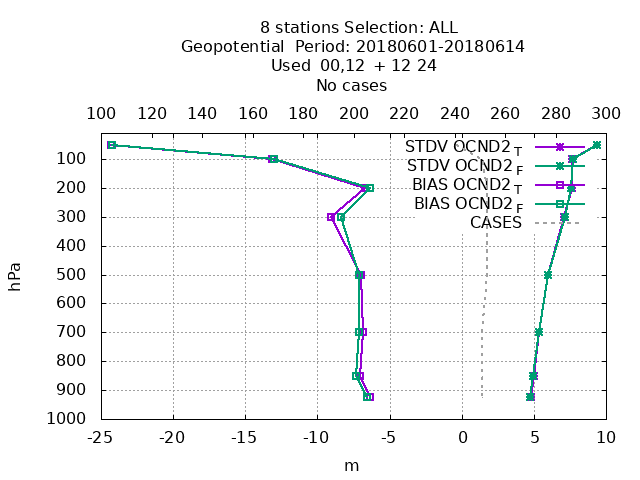 8 stations Selection: ALL
Geopotential  Period: 20180601-20180614
Used  00,12  + 12 24
No cases
100 120 140 160 180 200 220 240 260 280 300
STDV OCND2 T
STDV OCND2 F
BIAS OCND2 T
BIAS OCND2 F
CASES
100
200
300
400
500
600
700
800
900
1000
hPa
-25 -20 -15 -10 -5 0 5 10
m